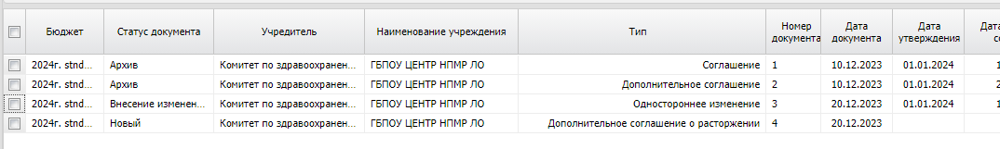 Бюджет Статус документа Учредитель Наименование учреждения Тип Номер документа Дата документа Дата утверждения Дата
2024г. stnd... Архив Комитет по здравоохранен... ГБПОУ ЦЕНТР НПМР ЛО Соглашение 1 10.12.2023 01.01.2024 1
2024г. stnd... Архив Комитет по здравоохранен... ГБПОУ ЦЕНТР НПМР ЛО Дополнительное соглашение 2 10.12.2023 01.01.2024 2
2024г. stnd... Внесение изменен... Комитет по здравоохранен... ГБПОУ ЦЕНТР НПМР ЛО Одностороннее изменение 3 20.12.2023 01.01.2024 1
2024г. stnd... Новый Комитет по здравоохранен... ГБПОУ ЦЕНТР НПМР ЛО Дополнительное соглашение о расторжении 4 20.12.2023